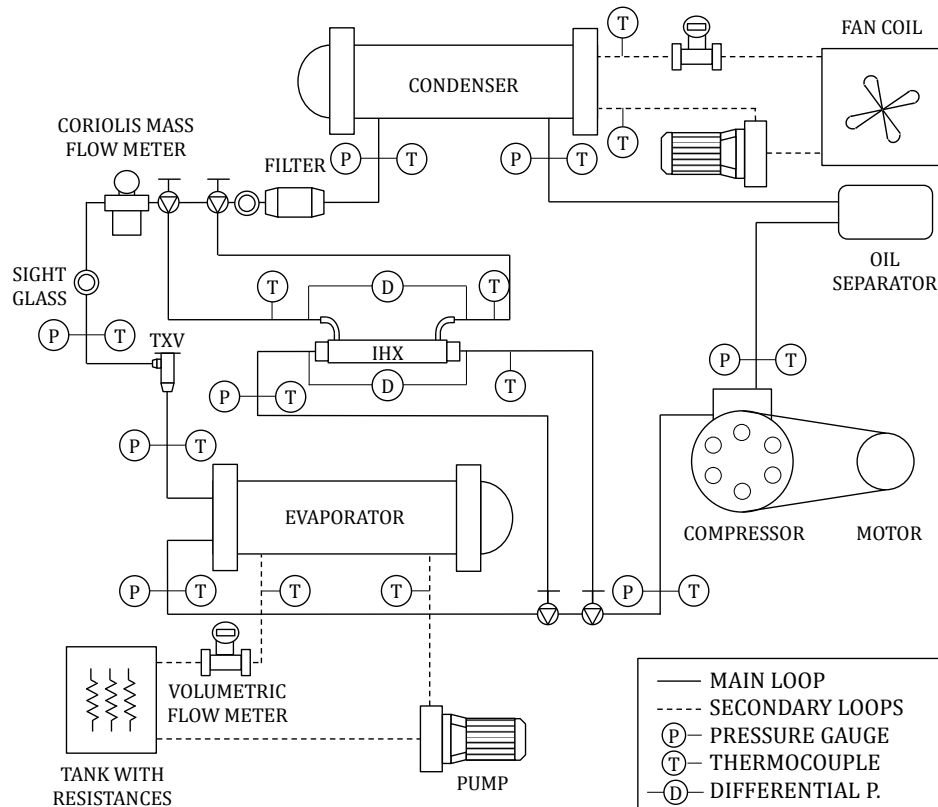 FAN COIL
T
CONDENSER
CORIOLIS MASS
FLOW METER
T
P
T
P
T
FILTER
OIL
SEPARATOR
SIGHT
GLASS
T
D
T
P
T
TXV
IHX
P
T
D
T
P
T
P
T
EVAPORATOR
COMPRESSOR
MOTOR
P
T
T
T
P
T
VOLUMETRIC
FLOW METER
TANK WITH
RESISTANCES
PUMP
MAIN LOOP
SECONDARY LOOPS
P PRESSURE GAUGE
T THERMOCOUPLE
D DIFFERENTIAL P.